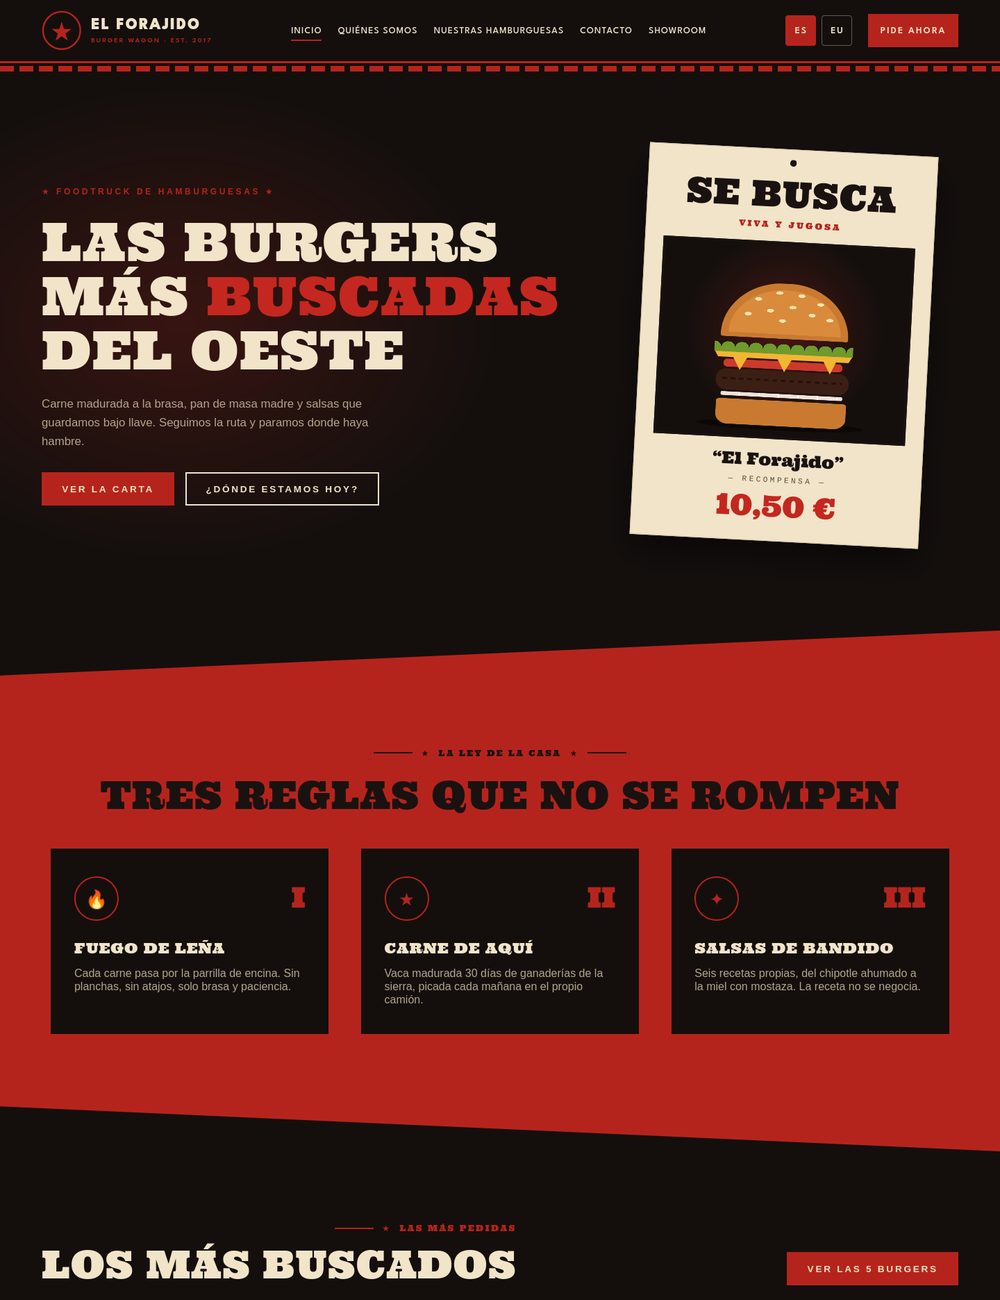 EL FORAJIDO
BURGER WAGON · EST. 2017
INICIO
QUIÉNES SOMOS
NUESTRAS HAMBURGUESAS
CONTACTO
SHOWROOM
ES
EU
PIDE AHORA
★ FOODTRUCK DE HAMBURGUESAS ★
LAS BURGERS
MÁS BUSCADAS
DEL OESTE
Carne madurada a la brasa, pan de masa madre y salsas que
guardamos bajo llave. Seguimos la ruta y paramos donde haya
hambre.
VER LA CARTA
¿DÓNDE ESTAMOS HOY?
SE BUSCA
VIVA Y JUGOSA
“El Forajido”
— RECOMPENSA —
10,50 €
★ LA LEY DE LA CASA ★
TRES REGLAS QUE NO SE ROMPEN
I
FUEGO DE LEÑA
Cada carne pasa por la parrilla de encina. Sin
planchas, sin atajos, solo brasa y paciencia.
II
CARNE DE AQUÍ
Vaca madurada 30 días de ganaderías de la
sierra, picada cada mañana en el propio
camión.
III
SALSAS DE BANDIDO
Seis recetas propias, del chipotle ahumado a
la miel con mostaza. La receta no se negocia.
★ LAS MÁS PEDIDAS
LOS MÁS BUSCADOS
VER LAS 5 BURGERS